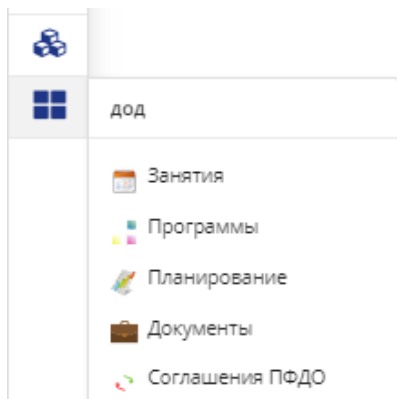 дод
Занятия
Программы
Планирование
Документы
Соглашения ПФДО